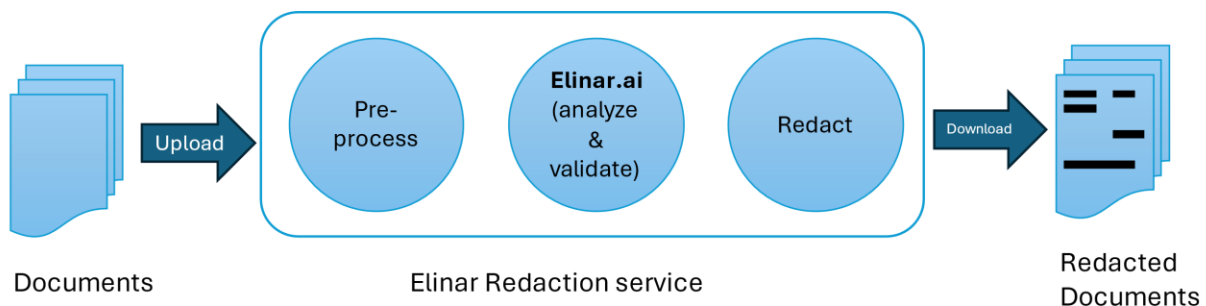 Upload
Pre-
process
Elinar.ai
(analyze
&
validate)
Redact
Download
Documents
Elinar Redaction service
Redacted
Documents